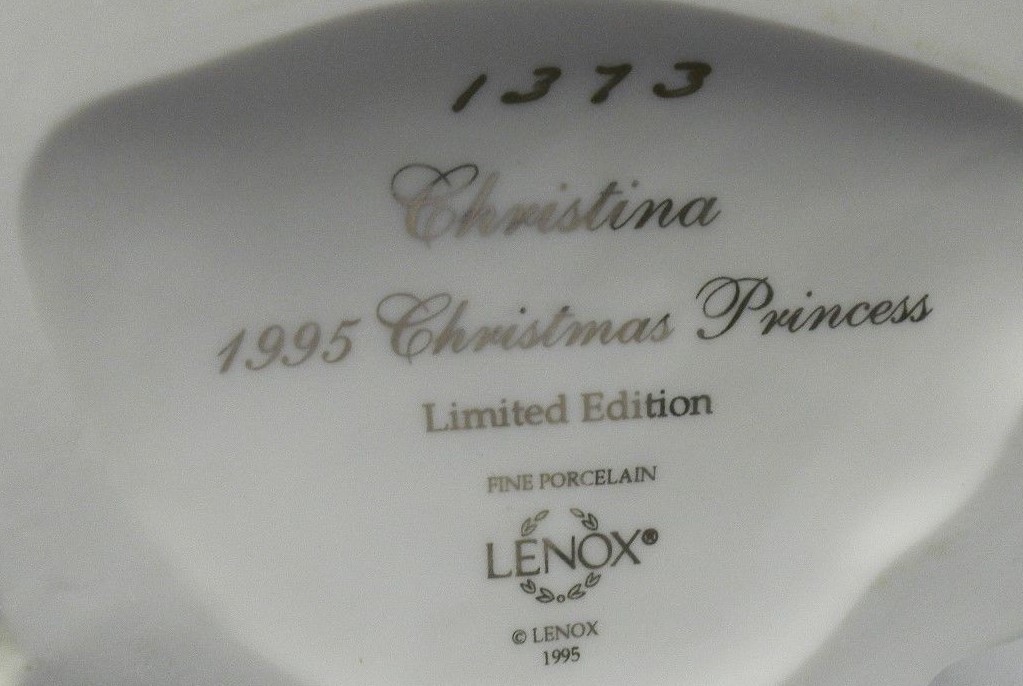 1373
Christina
1995 Christmas Princess
Limited Edition
FINE PORCELAIN
LENOX®
© LENOX
1995